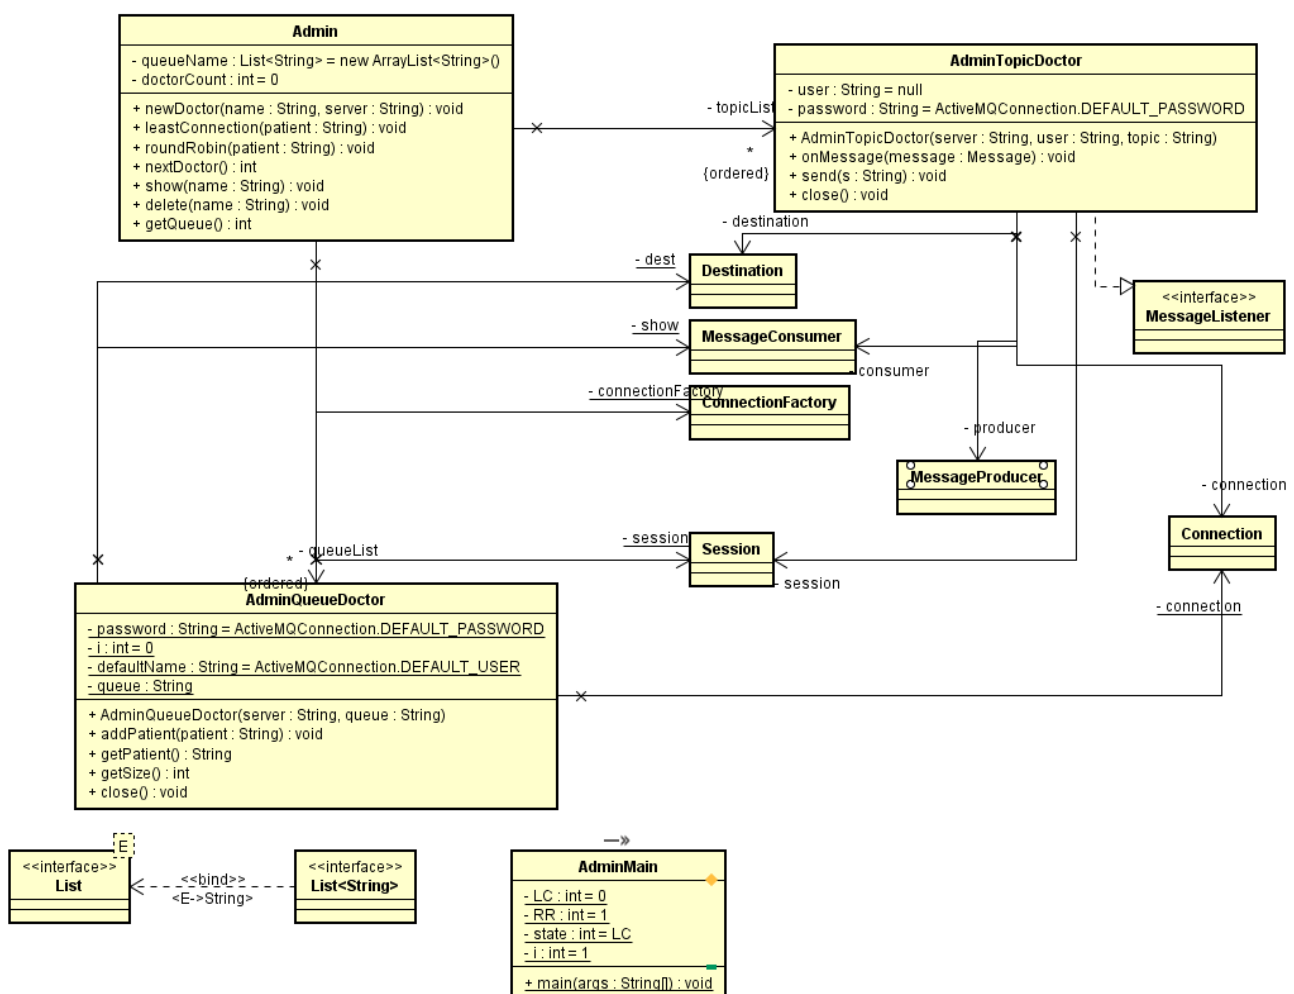 Admin
- queueName : List<String> = new ArrayList<String>()
- doctorCount : int = 0
+ newDoctor(name : String, server : String) : void
+ leastConnection(patient : String) : void
+ roundRobin(patient : String) : void
+ nextDoctor() : int
+ show(name : String) : void
+ delete(name : String) : void
+ getQueue() : int
- topicList
*
{ordered}
AdminTopicDoctor
- user : String = null
- password : String = ActiveMQConnection.DEFAULT_PASSWORD
+ AdminTopicDoctor(server : String, user : String, topic : String)
+ onMessage(message : Message) : void
+ send(s : String) : void
+ close() : void
- destination
- dest
Destination
<<interface>>
MessageListener
- show
MessageConsumer
- consumer
- connectionFactory
ConnectionFactory
- producer
MessageProducer
- connection
Connection
- session
Session
- session
- queueList
*
{ordered}
- connection
AdminQueueDoctor
- password : String = ActiveMQConnection.DEFAULT_PASSWORD
- i : int = 0
- defaultName : String = ActiveMQConnection.DEFAULT_USER
- queue : String
+ AdminQueueDoctor(server : String, queue : String)
+ addPatient(patient : String) : void
+ getPatient() : String
+ getSize() : int
+ close() : void
E
<<interface>>
List
<<bind>>
<E->String>
<<interface>>
List<String>
AdminMain
- LC : int = 0
- RR : int = 1
- state : int = LC
- i : int = 1
+ main(args : String[]) : void